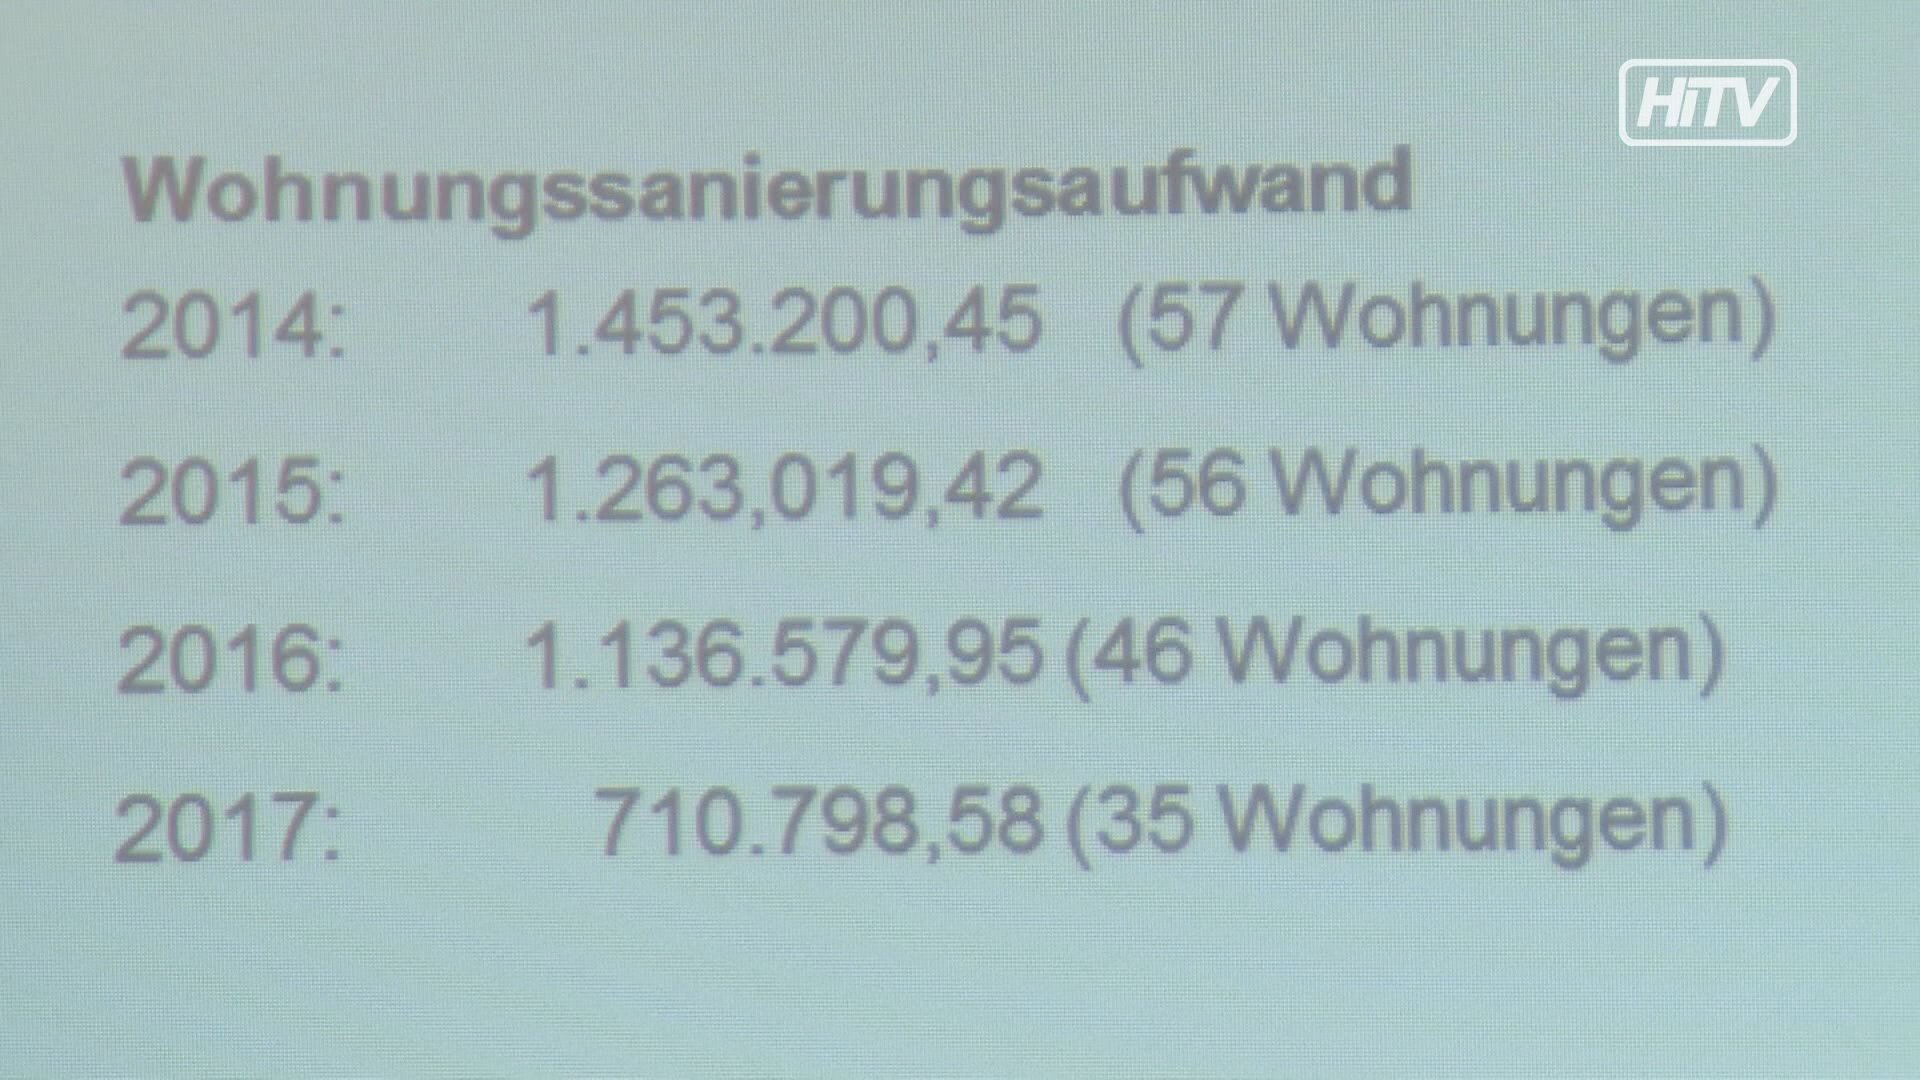 HiTV
Wohnungssanierungsaufwand
2014: 1.453.200,45 (57 Wohnungen)
2015: 1.263,019,42 (56 Wohnungen)
2016: 1.136.579,95 (46 Wohnungen)
2017: 710.798,58 (35 Wohnungen)